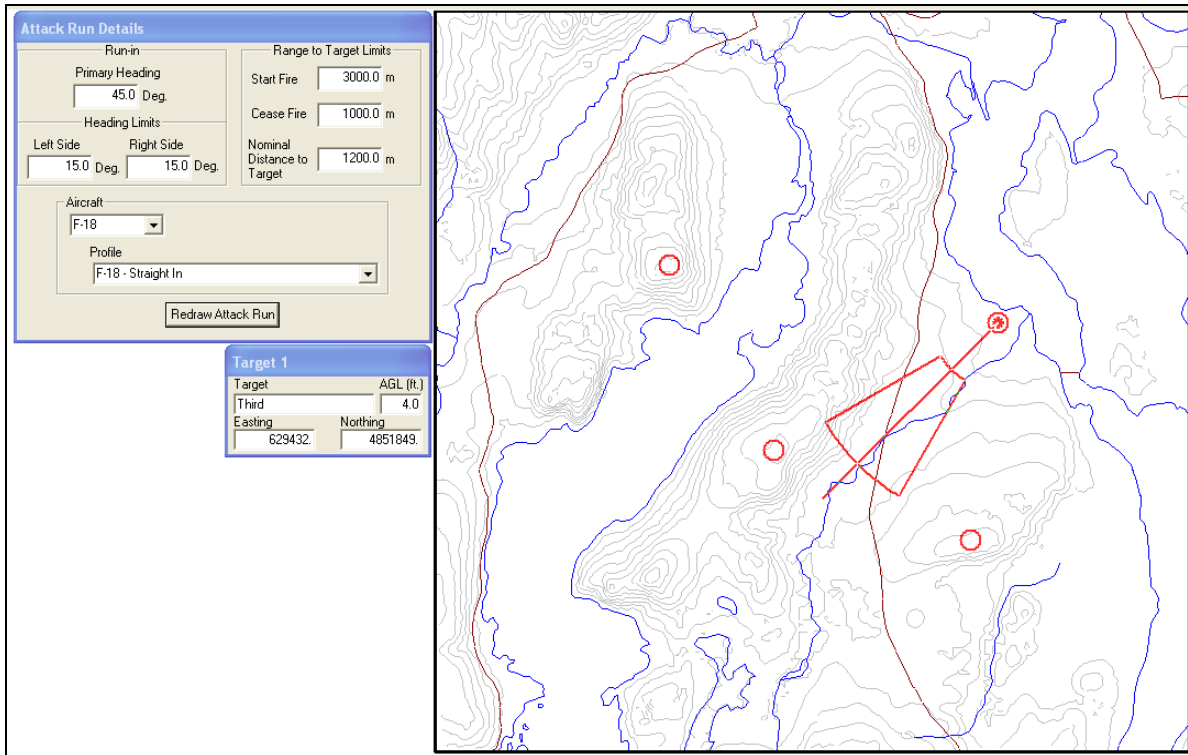 Attack Run Details
Run-in
Primary Heading
45.0 Deg.
Heading Limits
Left Side Right Side
15.0 Deg. 15.0 Deg.
Range to Target Limits
Start Fire 3000.0 m
Cease Fire 1000.0 m
Nominal
Distance to 1200.0 m
Target
Aircraft
F-18
Profile
F-18 - Straight In
Redraw Attack Run
Target 1
Target AGL (ft.)
Third 4.0
Easting Northing
629432. 4851849.